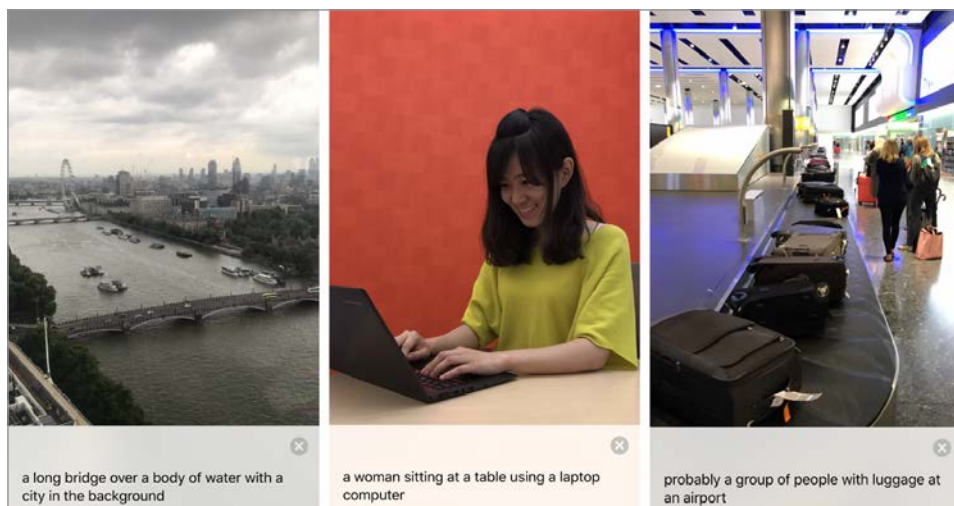 a long bridge over a body of water with a
city in the background
a woman sitting at a table using a laptop
computer
probably a group of people with luggage at
an airport